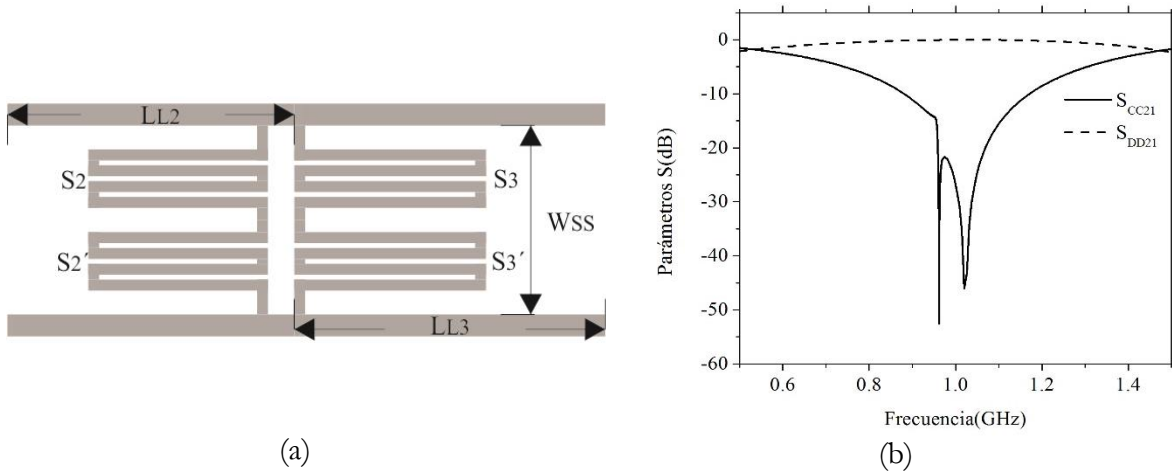 LL2
S2
S3
WSS
S2´
S3´
LL3
(a)
0
-10
-20
-30
-40
-50
-60
Parámetros S(dB)
SCC21
SDD21
0.6 0.8 1.0 1.2 1.4
Frecuencia(GHz)
(b)